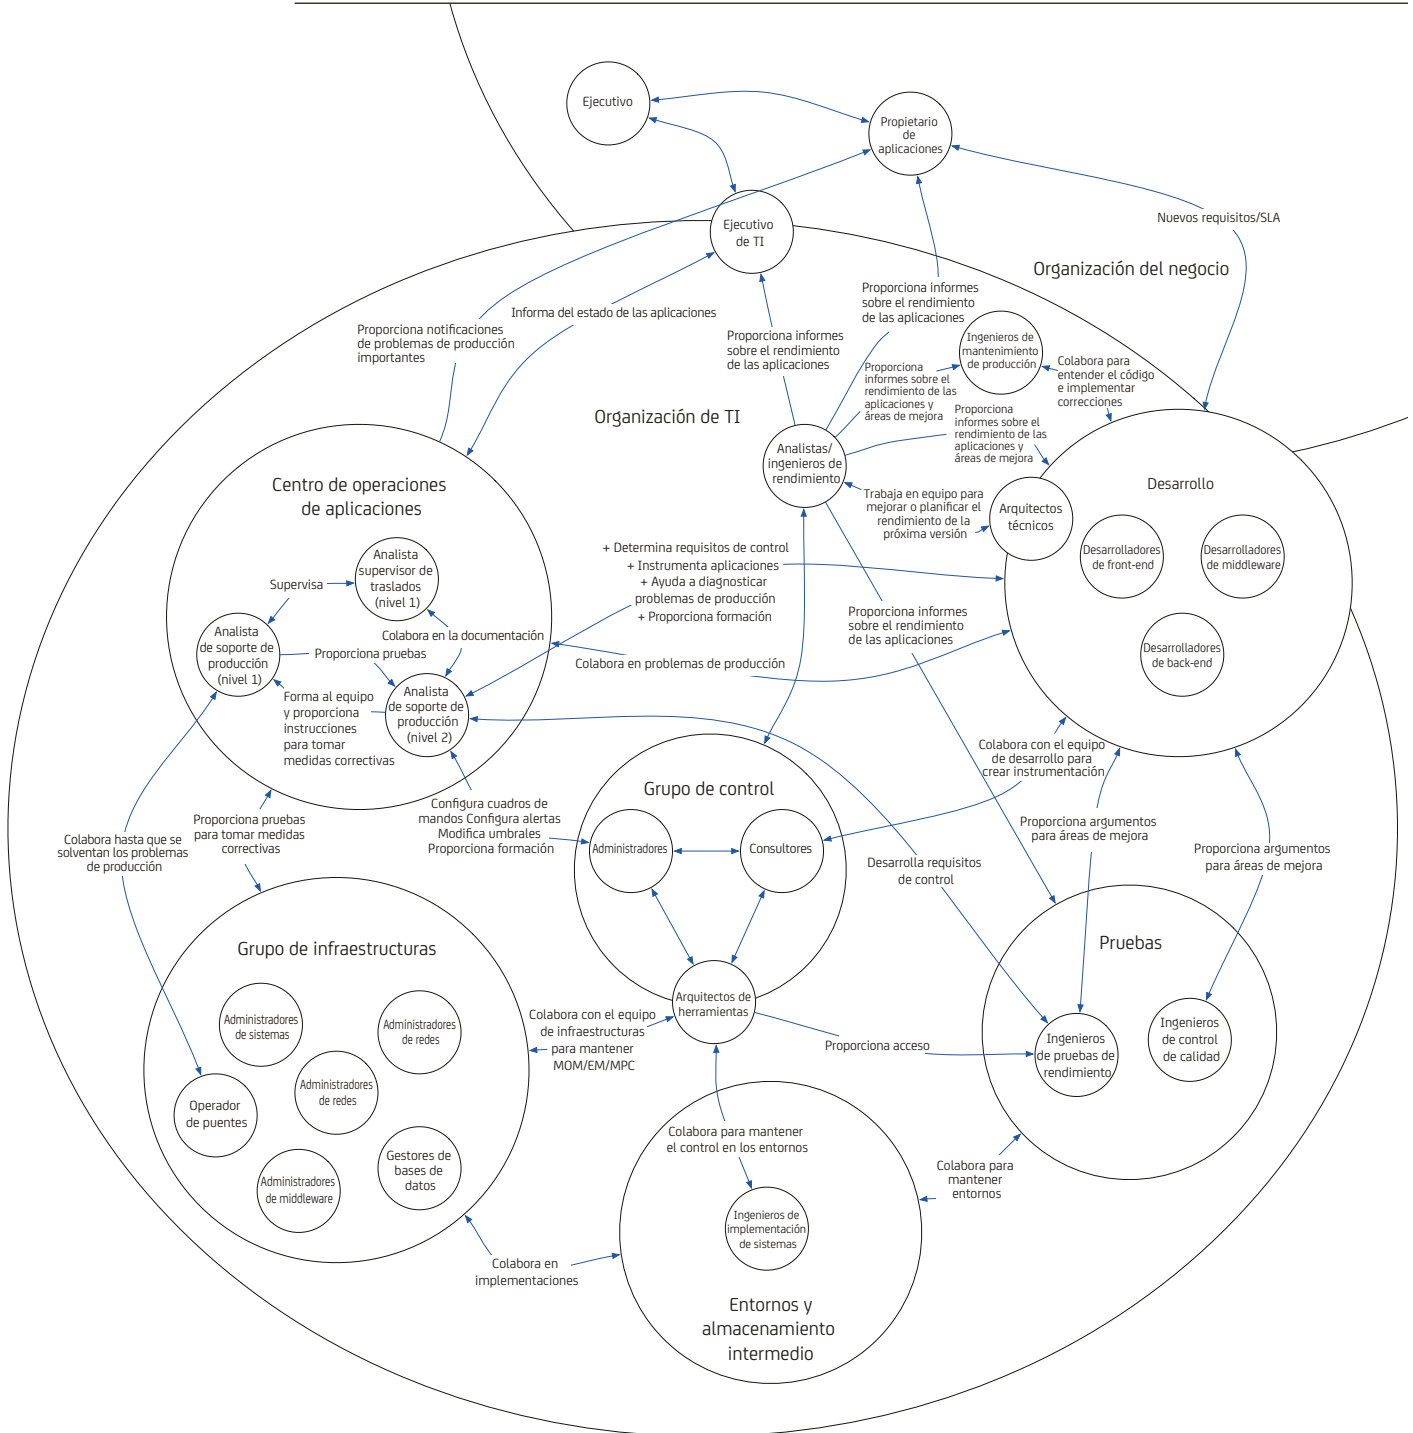 Ejecutivo
Propietario
de
aplicaciones
Nuevos requisitos/SLA
Ejecutivo
de TI
Organización del negocio
Informa del estado de las aplicaciones
Proporciona notificaciones
de problemas de producción
importantes
Proporciona informes
sobre el rendimiento
de las aplicaciones
Proporciona informes
sobre el rendimiento
de las aplicaciones
Ingenieros de
mantenimiento
de producción
Proporciona
informes sobre el
rendimiento de las
aplicaciones y
áreas de mejora
Colabora para
entender el código
e implementar
correcciones
Organización de TI
Proporciona
informes sobre el
rendimiento de las
aplicaciones y
áreas de mejora
Analistas/
ingenieros de
rendimiento
Trabaja en equipo para
mejorar o planificar el
rendimiento de la
próxima versión
Arquitectos
técnicos
Desarrollo
Desarrolladores
de front-end
Desarrolladores
de middleware
Desarrolladores
de back-end
Centro de operaciones
de aplicaciones
Analista
supervisor de
traslados
(nivel 1)
Supervisa
Analista
de soporte de
producción
(nivel 1)
Colabora en la documentación
Proporciona pruebas
Analista
de soporte de
producción
(nivel 2)
Forma al equipo
y proporciona
instrucciones
para tomar
medidas correctivas
+ Determina requisitos de control
+ Instrumenta aplicaciones
+ Ayuda a diagnosticar
problemas de producción
+ Proporciona formación
Colabora en problemas de producción
Proporciona informes
sobre el rendimiento
de las aplicaciones
Colabora con el equipo
de desarrollo para
crear instrumentación
Grupo de control
Administradores
Consultores
Configura cuadros de
mandos Configura alertas
Modifica umbrales
Proporciona formación
Proporciona pruebas
para tomar medidas
correctivas
Colabora hasta que se
solventan los problemas
de producción
Desarrolla requisitos
de control
Proporciona argumentos
para áreas de mejora
Proporciona argumentos
para áreas de mejora
Grupo de infraestructuras
Administradores
de sistemas
Administradores
de redes
Administradores
de redes
Operador
de puentes
Administradores
de middleware
Gestores de
bases de
datos
Colabora con el equipo
de infraestructuras
para mantener
MOM/EM/MPC
Arquitectos de
herramientas
Proporciona acceso
Pruebas
Ingenieros
de pruebas de
rendimiento
Ingenieros
de control
de calidad
Colabora para mantener
el control en los entornos
Colabora para
mantener
entornos
Ingenieros de
implementación
de sistemas
Colabora en
implementaciones
Entornos y
almacenamiento
intermedio